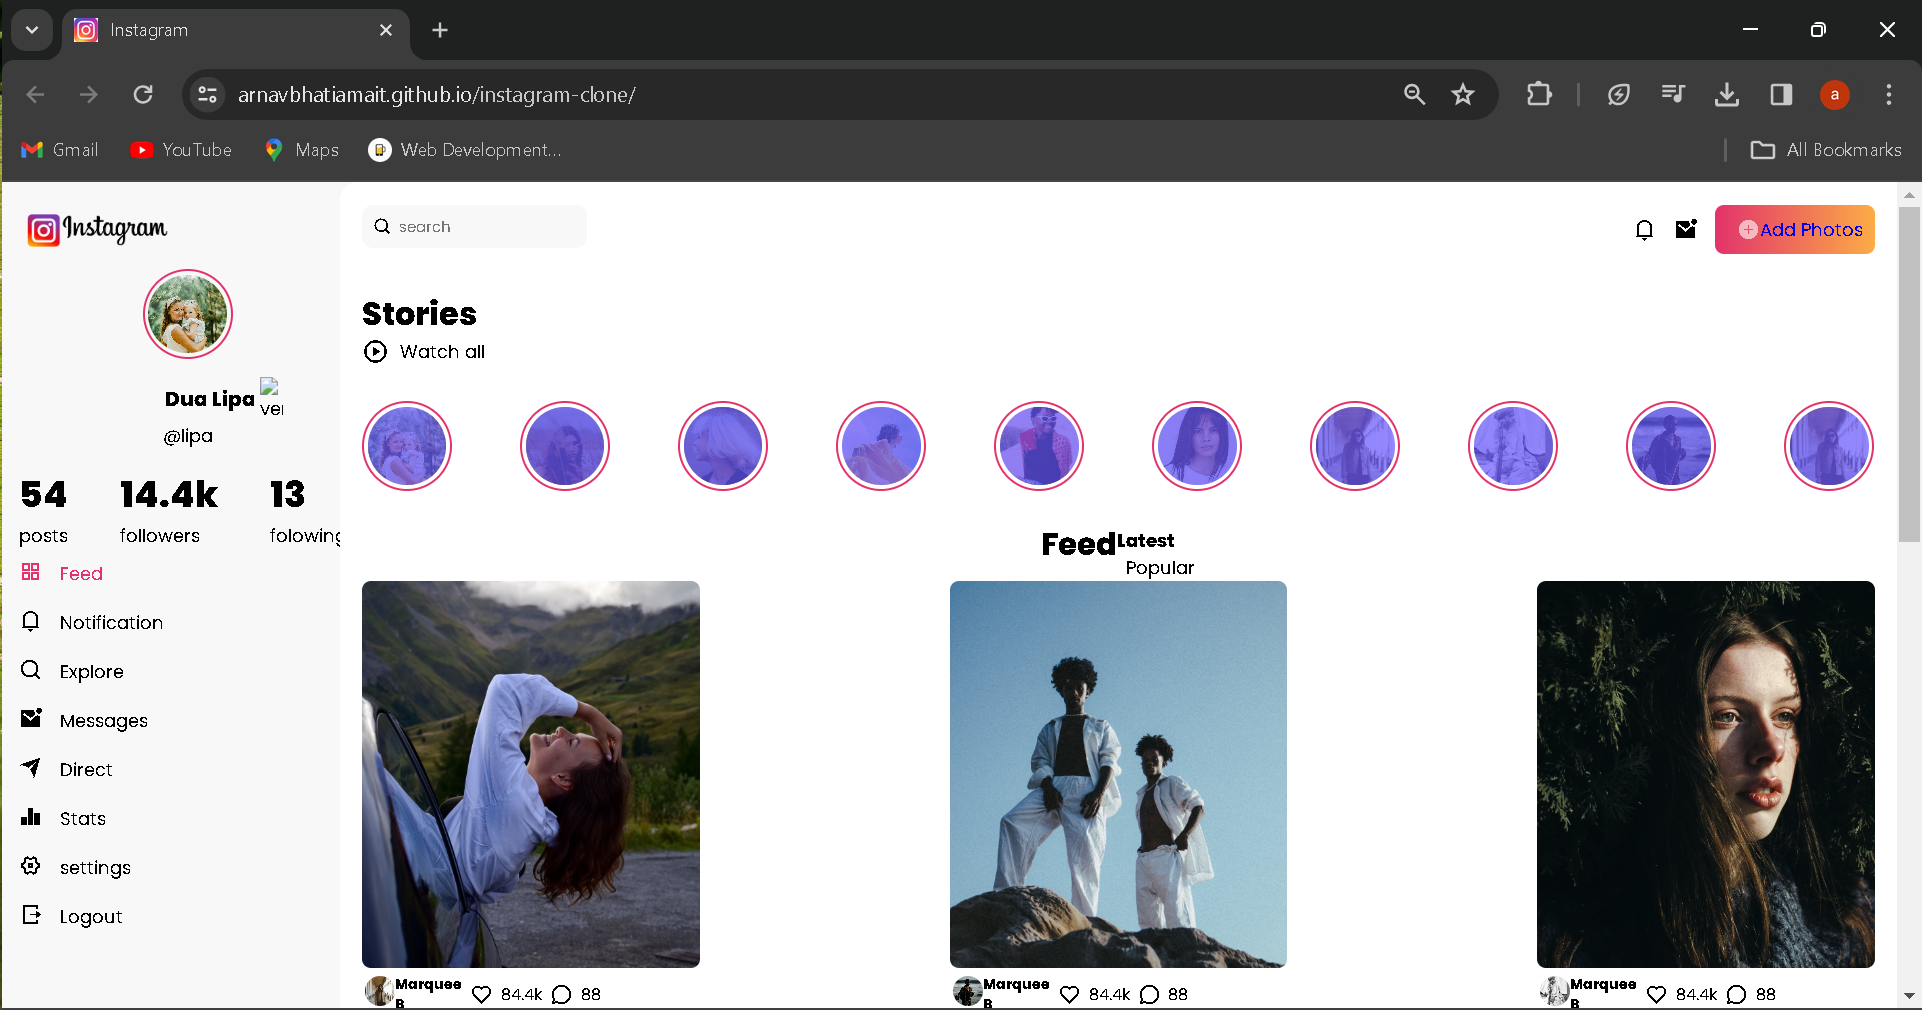 Instagram
arnavbhatiamait.github.io/instagram-clone/
a
Gmail
YouTube
Maps
Web Development...
All Bookmarks
Instagram
search
Add Photos
Dua Lipa
ver
@lipa
54
14.4k
13
posts
followers
folowing
Feed
Notification
Explore
Messages
Direct
Stats
settings
Logout
Stories
Watch all
Feed
Latest
Popular
Marquee
B
84.4k
88
Marquee
B
84.4k
88
Marquee
B
84.4k
88